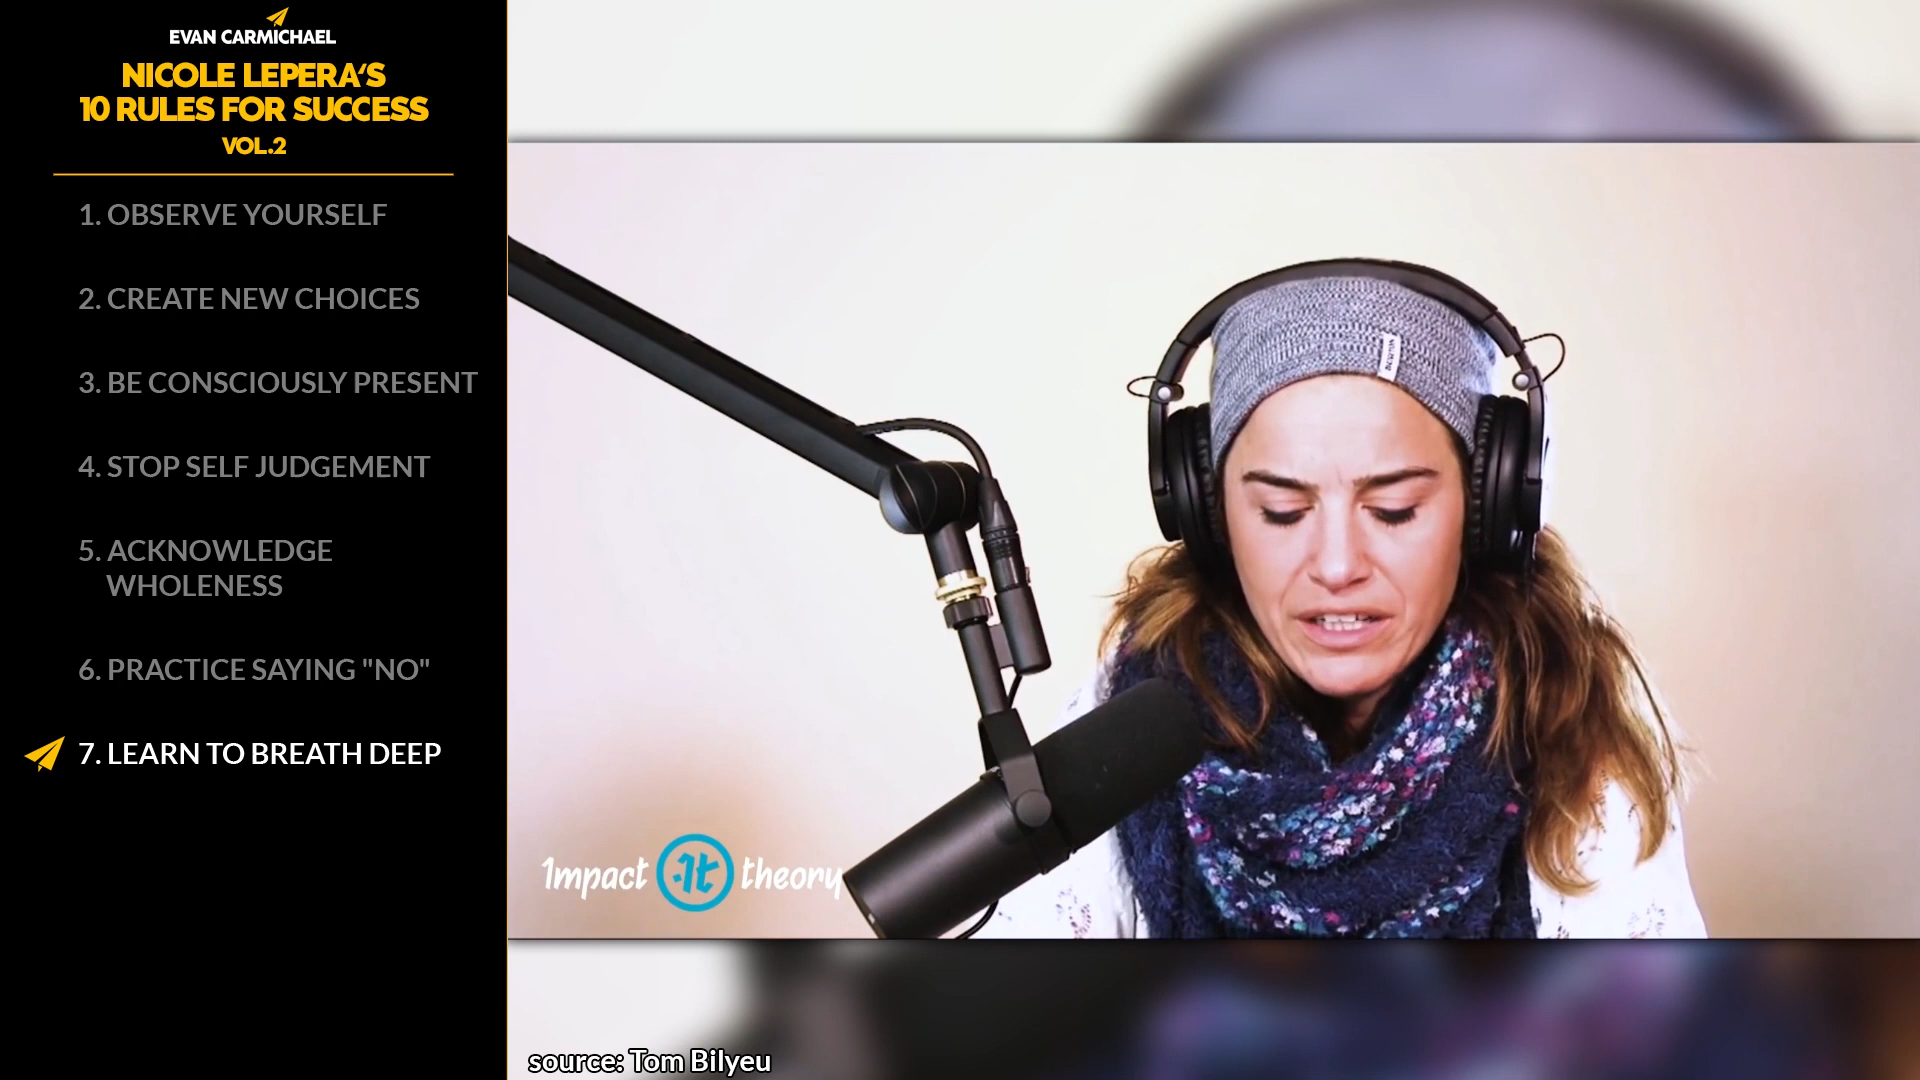 EVAN CARMICHAEL
NICOLE LEPERA'S
10 RULES FOR SUCCESS
VOL.2
1. OBSERVE YOURSELF
2. CREATE NEW CHOICES
3. BE CONSCIOUSLY PRESENT
4. STOP SELF JUDGEMENT
5. ACKNOWLEDGE
WHOLENESS
6. PRACTICE SAYING "NO"
7. LEARN TO BREATH DEEP
BURTON
Impact It theory
source: Tom Bilyeu